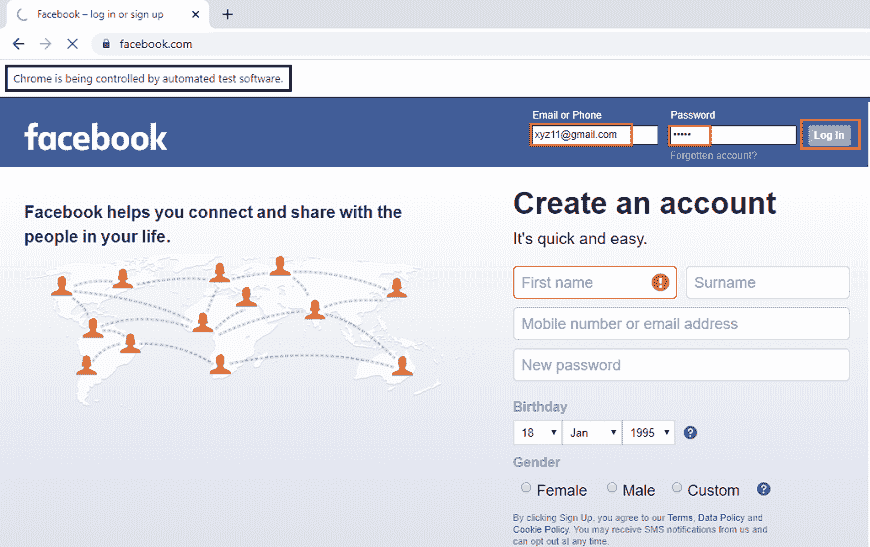 Facebook – log in or sign up
facebook.com
Chrome is being controlled by automated test software.
facebook
Email or Phone
Password
xyz11@gmail.com
•••••
Log In
Forgotten account?
Facebook helps you connect and share with the
people in your life.
Create an account
It's quick and easy.
First name
Surname
Mobile number or email address
New password
Birthday
18
Jan
1995
Gender
Female
Male
Custom
By clicking Sign Up, you agree to our Terms, Data Policy and
Cookie Policy. You may receive SMS notifications from us and
can opt out at any time.